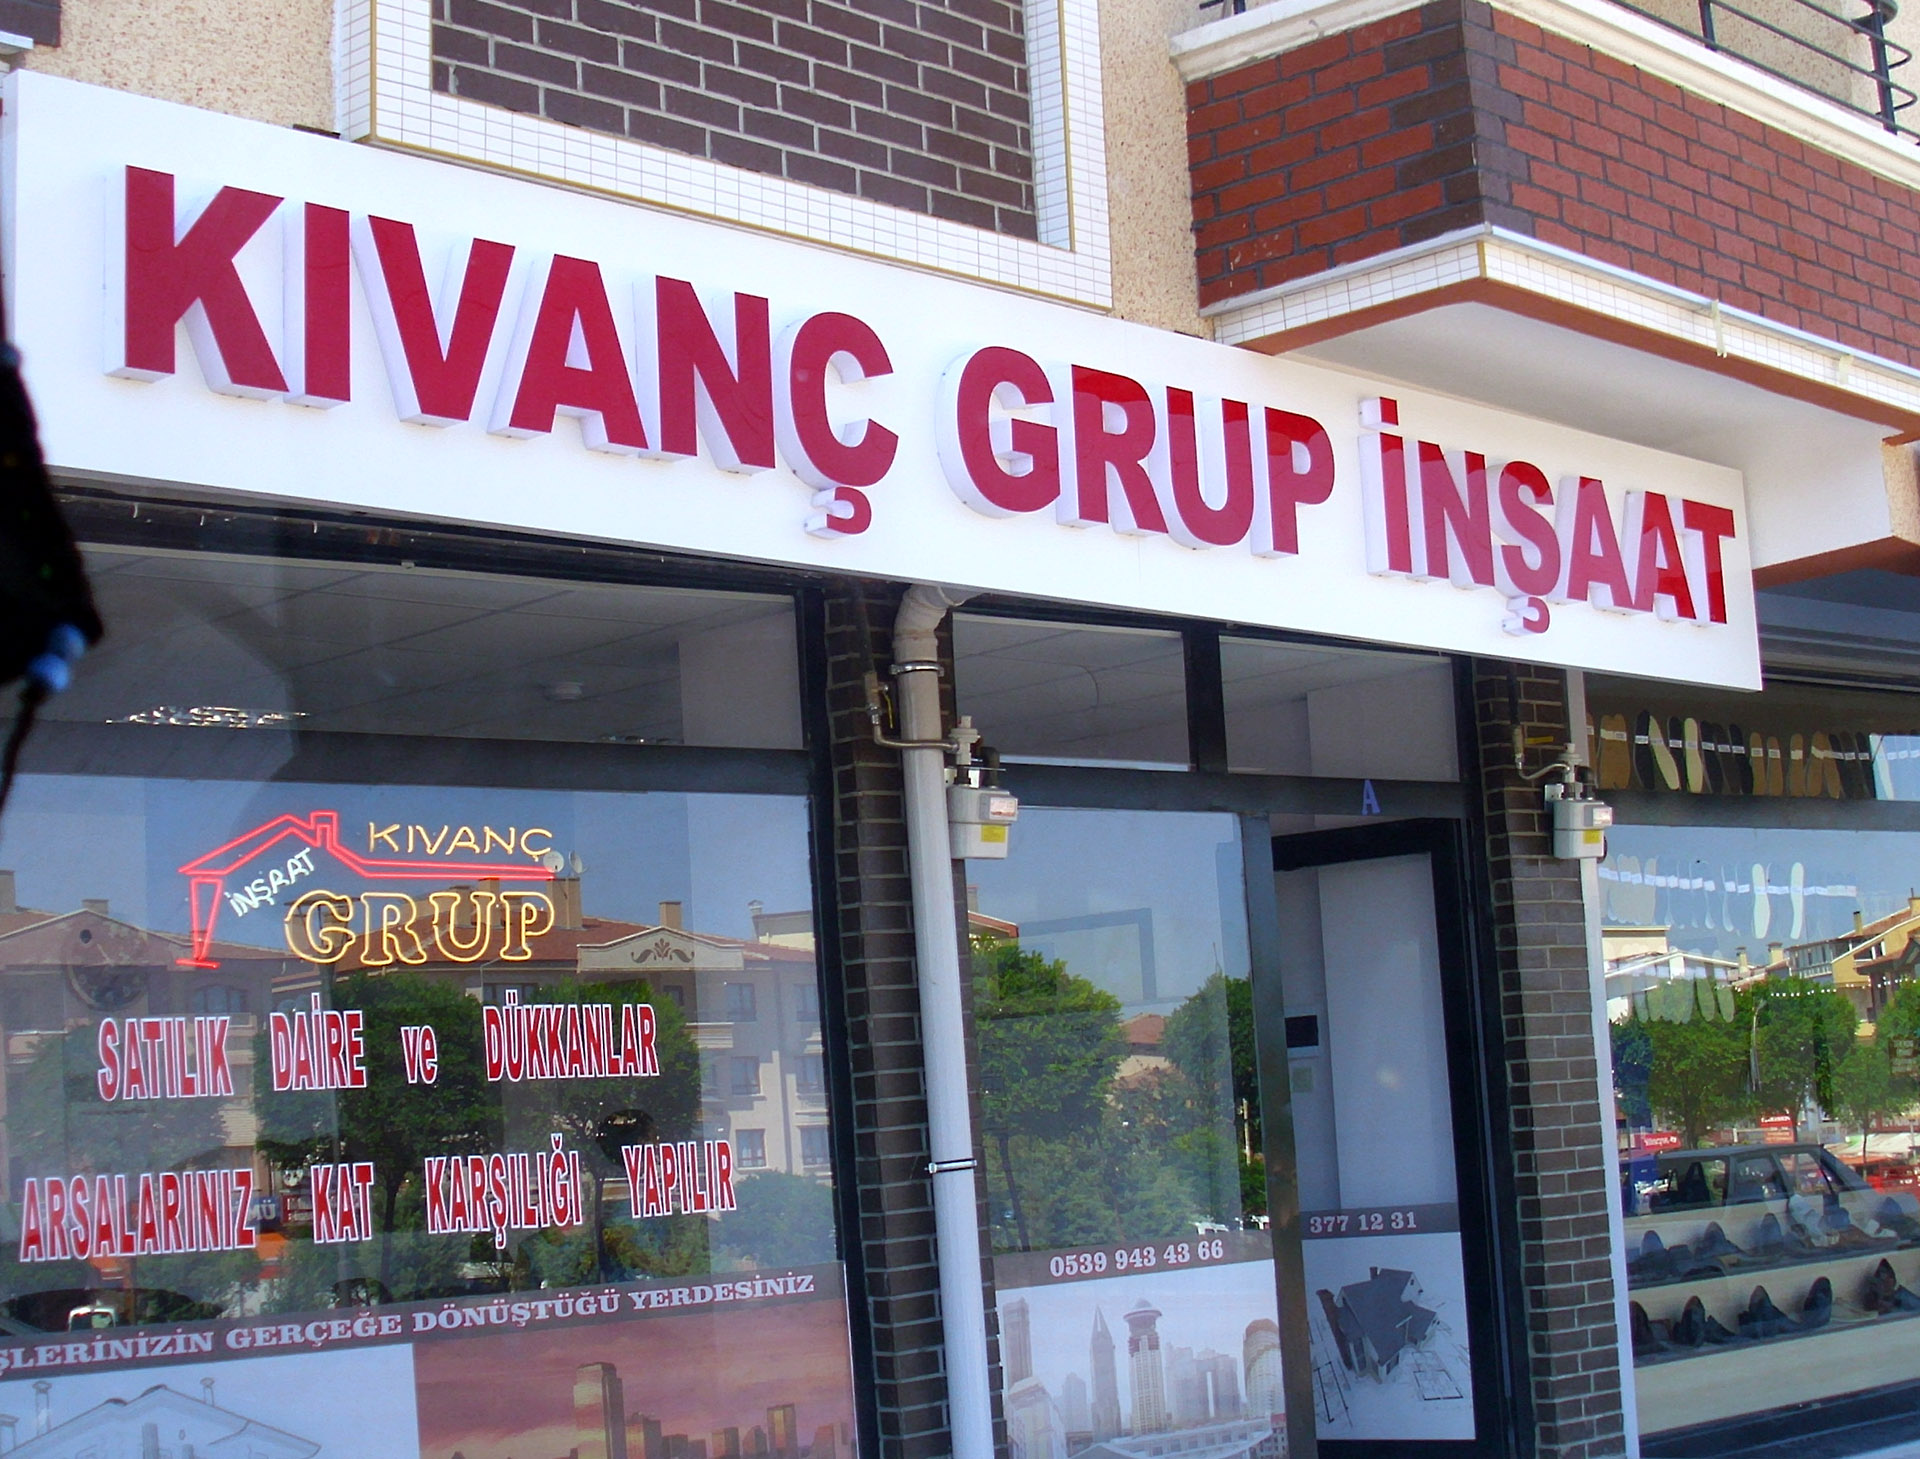 KIVANÇ GRUP İNŞAAT
KIVANÇ
İNŞAAT
GRUP
SATILIK DAİRE ve DÜKKANLAR
ARSALARINIZ KAT KARŞILIĞI YAPILIR
ŞLERİNİZİN GERÇEĞE DÖNÜŞTÜĞÜ YERDESİNİZ
0539 943 43 66
377 12 31
A